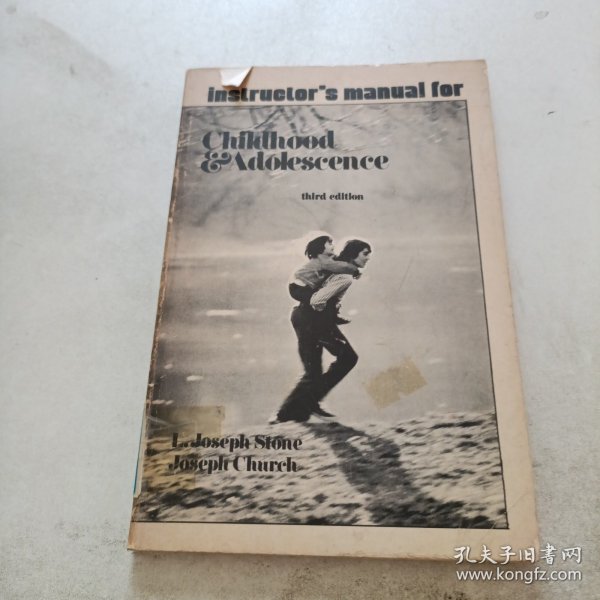 instructor's manual for
Childhood
&Adolescence
third edition
L. Joseph Stone
Joseph Church
孔夫子旧书网
www.kongfz.com